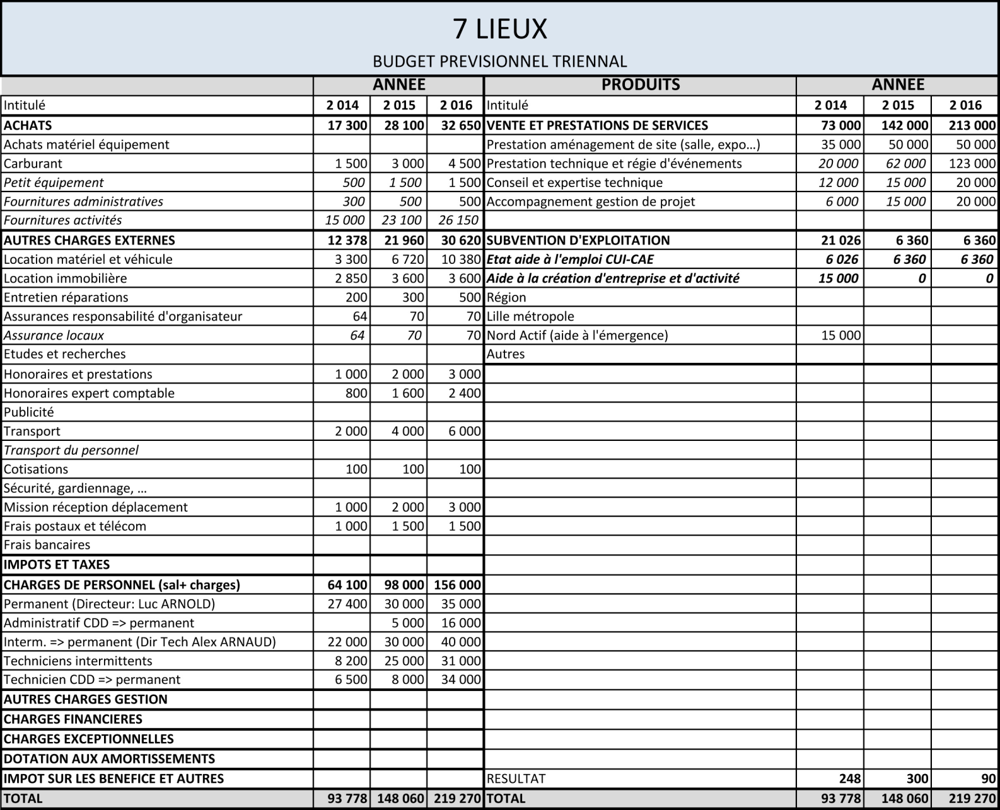 7 LIEUX
BUDGET PREVISIONNEL TRIENNAL
ANNEE PRODUITS ANNEE
Intitulé 2 014 2 015 2 016 Intitulé 2 014 2 015 2 016
ACHATS 17 300 28 100 32 650 VENTE ET PRESTATIONS DE SERVICES 73 000 142 000 213 000
Achats matériel équipement Prestation aménagement de site (salle, expo...) 35 000 50 000 50 000
Carburant 1 500 3 000 4 500 Prestation technique et régie d'événements 20 000 62 000 123 000
Petit équipement 500 1 500 1 500 Conseil et expertise technique 12 000 15 000 20 000
Fournitures administratives 300 500 500 Accompagnement gestion de projet 6 000 15 000 20 000
Fournitures activités 15 000 23 100 26 150
AUTRES CHARGES EXTERNES 12 378 21 960 30 620 SUBVENTION D'EXPLOITATION 21 026 6 360 6 360
Location matériel et véhicule 3 300 6 720 10 380 Etat aide à l'emploi CUI-CAE 6 026 6 360 6 360
Location immobilière 2 850 3 600 3 600 Aide à la création d'entreprise et d'activité 15 000 0 0
Entretien réparations 200 300 500 Région
Assurances responsabilité d'organisateur 64 70 70 Lille métropole
Assurance locaux 64 70 70 Nord Actif (aide à l'émergence) 15 000
Etudes et recherches Autres
Honoraires et prestations 1 000 2 000 3 000
Honoraires expert comptable 800 1 600 2 400
Publicité
Transport 2 000 4 000 6 000
Transport du personnel
Cotisations 100 100 100
Sécurité, gardiennage, ...
Mission réception déplacement 1 000 2 000 3 000
Frais postaux et télécom 1 000 1 500 1 500
Frais bancaires
IMPOTS ET TAXES
CHARGES DE PERSONNEL (sal+ charges) 64 100 98 000 156 000
Permanent (Directeur: Luc ARNOLD) 27 400 30 000 35 000
Administratif CDD => permanent 5 000 16 000
Interm. => permanent (Dir Tech Alex ARNAUD) 22 000 30 000 40 000
Techniciens intermittents 8 200 25 000 31 000
Technicien CDD => permanent 6 500 8 000 34 000
AUTRES CHARGES GESTION
CHARGES FINANCIERES
CHARGES EXCEPTIONNELLES
DOTATION AUX AMORTISSEMENTS
IMPOT SUR LES BENEFICE ET AUTRES RESULTAT 248 300 90
TOTAL 93 778 148 060 219 270 TOTAL 93 778 148 060 219 270